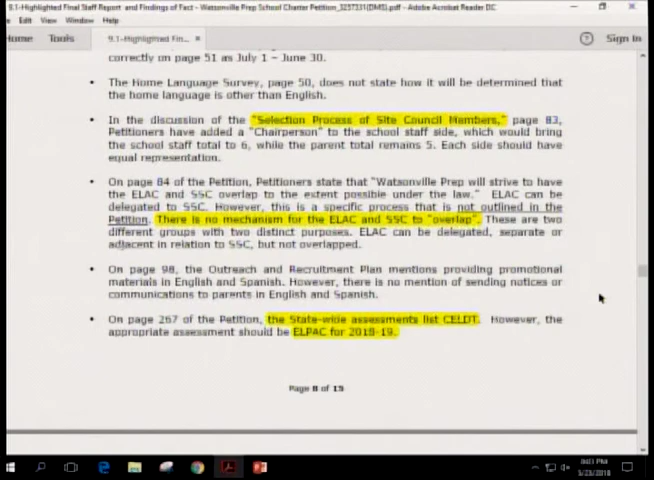 9.1-Highlighted Final Staff Report and Findings of Fact - Watsonville Prep School Charter Petition_3257331(DMS).pdf - Adobe Acrobat Reader DC
Edit View Window Help
Home Tools 9.1-Highlighted Fin... × Sign In
correctly on page 51 as July 1 – June 30.
• The Home Language Survey, page 50, does not state how it will be determined that
the home language is other than English.
• In the discussion of the "Selection Process of Site Council Members," page 83,
Petitioners have added a "Chairperson" to the school staff side, which would bring
the school staff total to 6, while the parent total remains 5. Each side should have
equal representation.
• On page 84 of the Petition, Petitioners state that "Watsonville Prep will strive to have
the ELAC and SSC overlap to the extent possible under the law." ELAC can be
delegated to SSC. However, this is a specific process that is not outlined in the
Petition. There is no mechanism for the ELAC and SSC to "overlap". These are two
different groups with two distinct purposes. ELAC can be delegated, separate or
adjacent in relation to SSC, but not overlapped.
• On page 98, the Outreach and Recruitment Plan mentions providing promotional
materials in English and Spanish. However, there is no mention of sending notices or
communications to parents in English and Spanish.
• On page 267 of the Petition, the State-wide assessments list CELDT. However, the
appropriate assessment should be ELPAC for 2018-19.
Page 8 of 15
5/23/2018